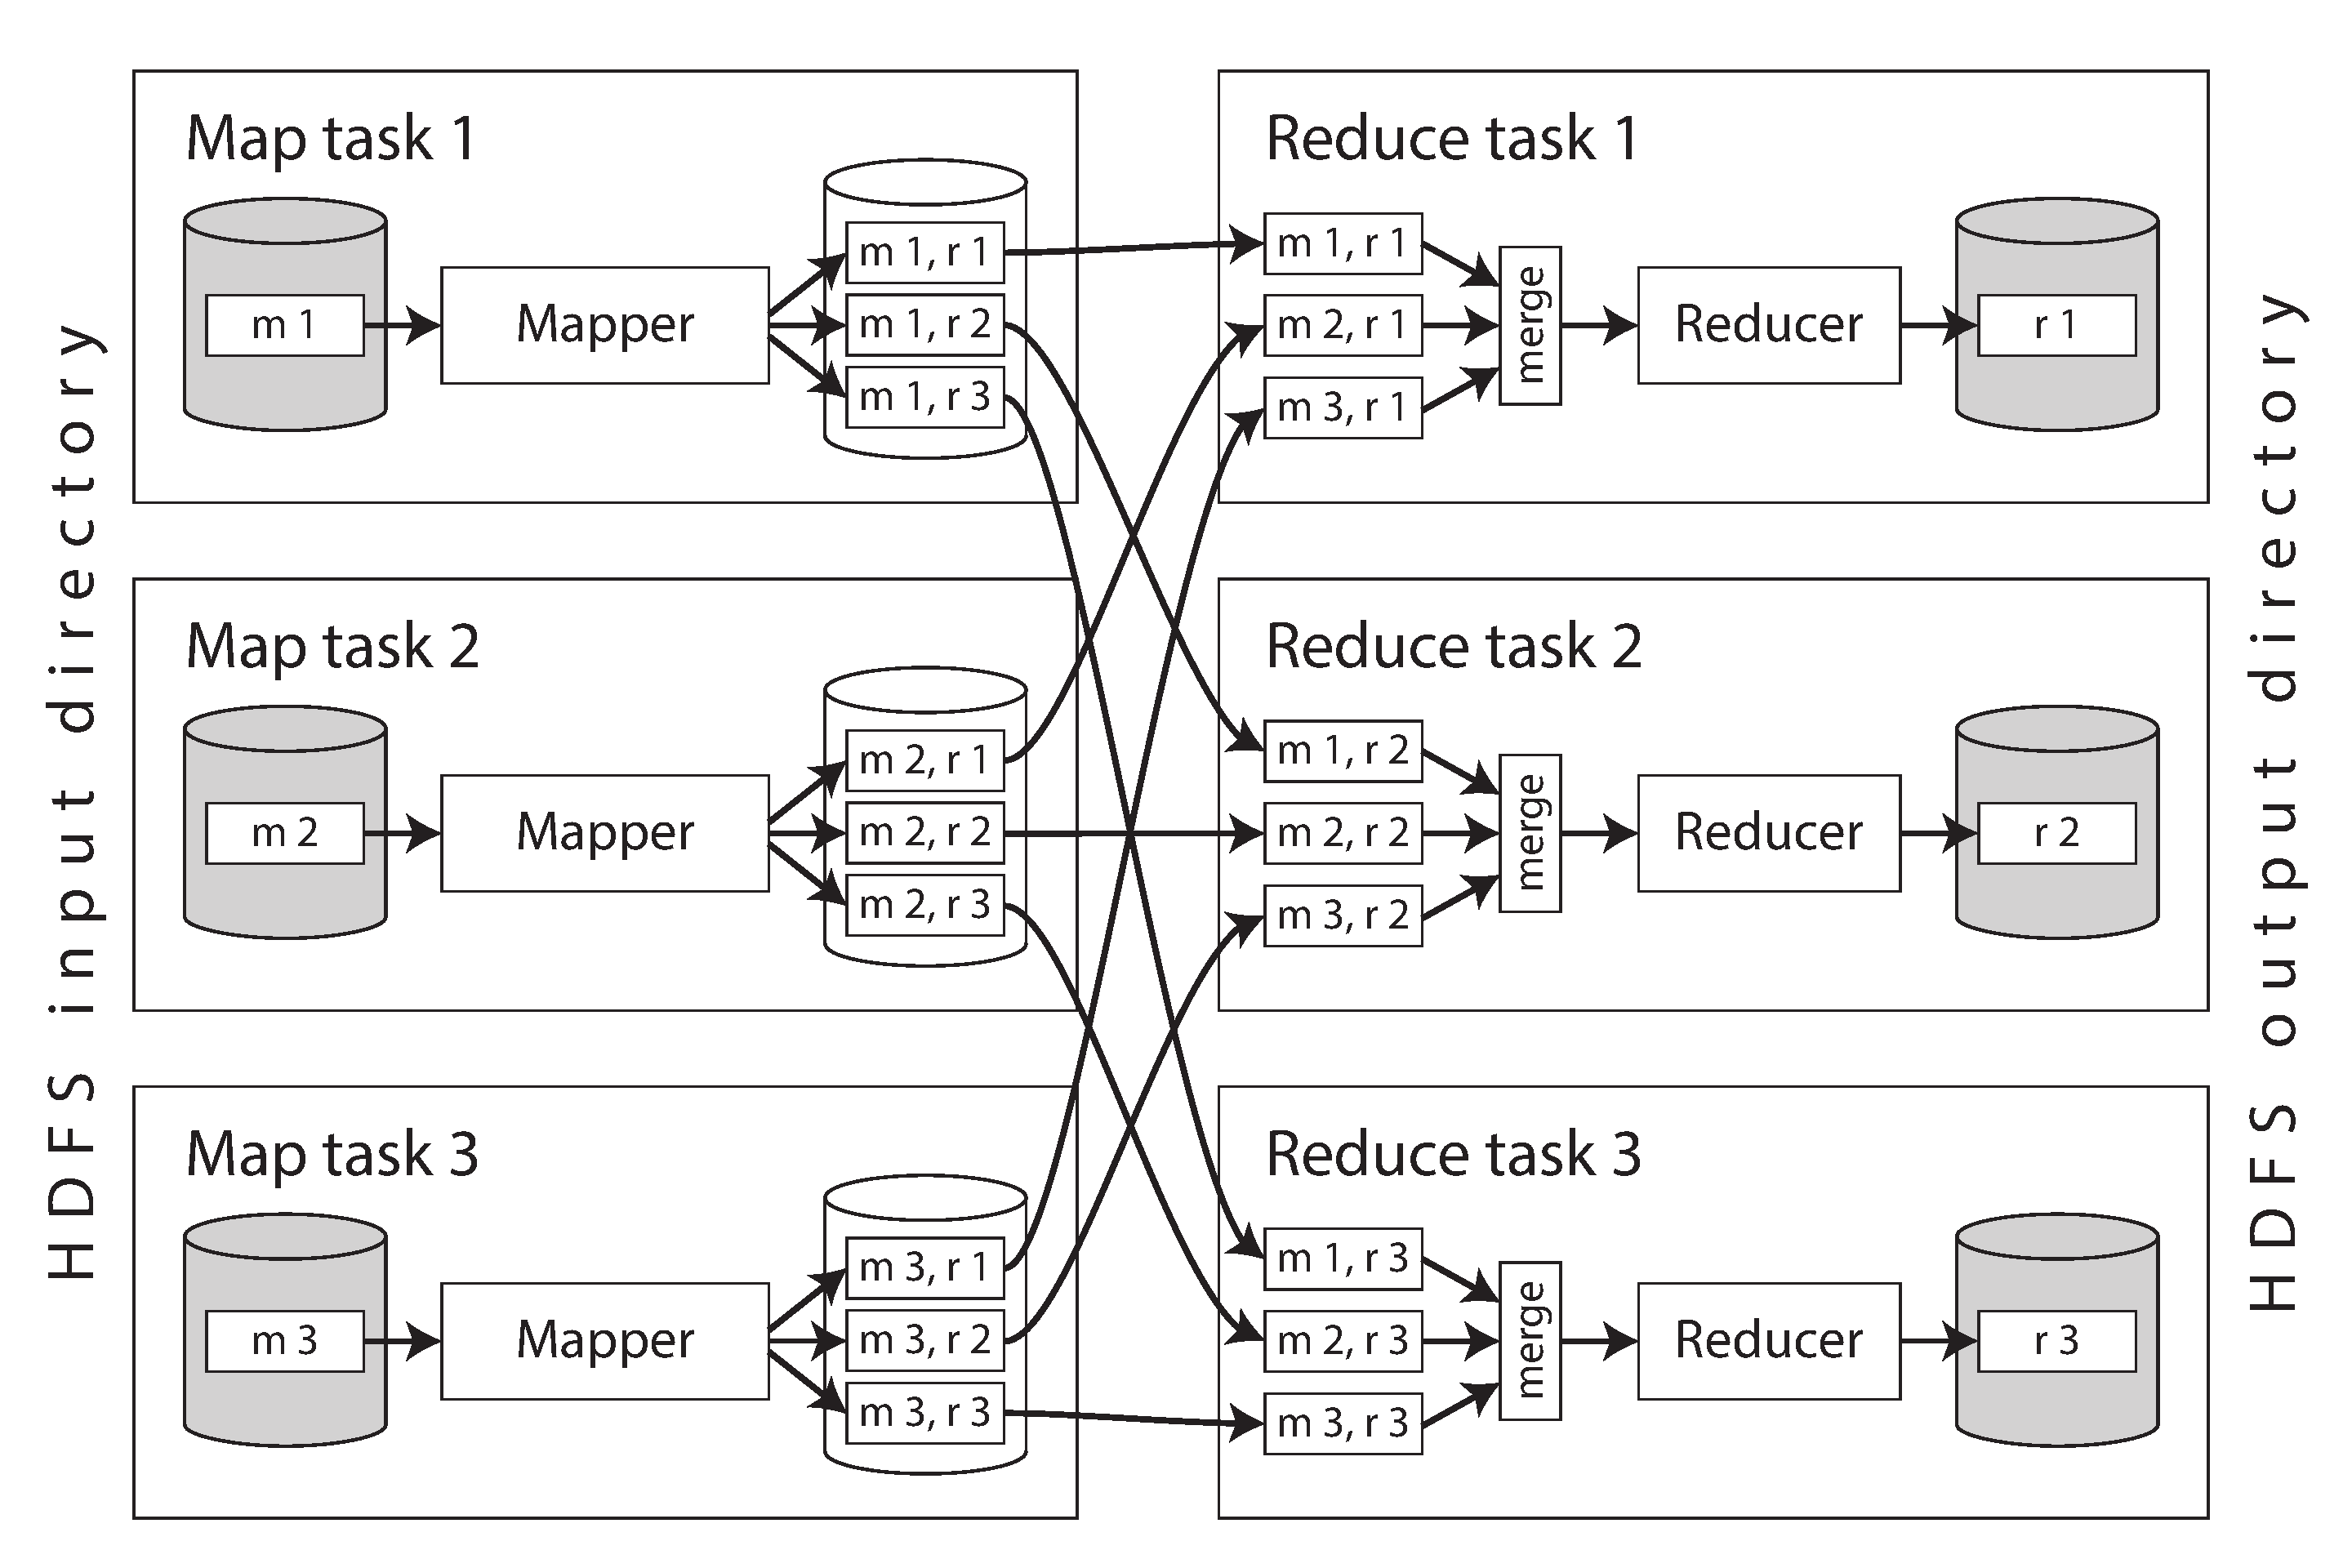 HDFS input directory
Map task 1
m 1
Mapper
m 1, r 1
m 1, r 2
m 1, r 3
Map task 2
m 2
Mapper
m 2, r 1
m 2, r 2
m 2, r 3
Map task 3
m 3
Mapper
m 3, r 1
m 3, r 2
m 3, r 3
Reduce task 1
m 1, r 1
m 2, r 1
m 3, r 1
merge
Reducer
r 1
Reduce task 2
m 1, r 2
m 2, r 2
m 3, r 2
merge
Reducer
r 2
Reduce task 3
m 1, r 3
m 2, r 3
m 3, r 3
merge
Reducer
r 3
HDFS output directory